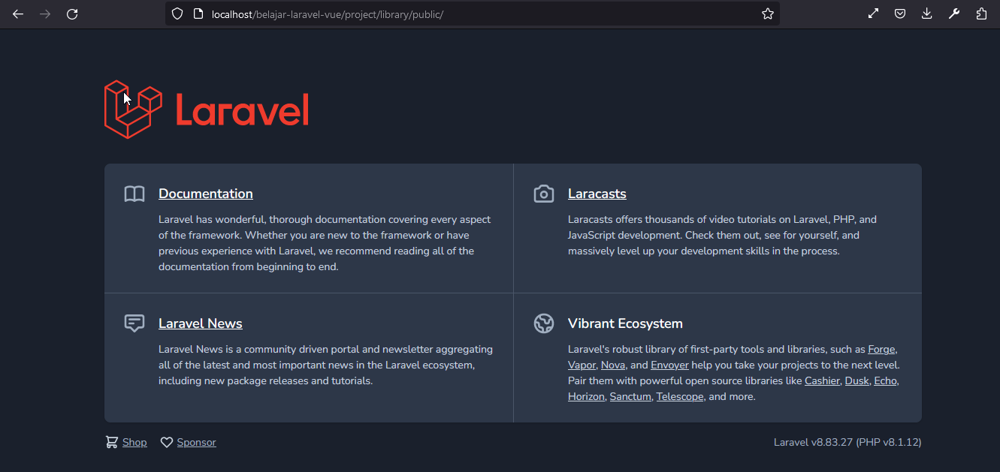 localhost/belajar-laravel-vue/project/library/public/
Laravel
Documentation
Laravel has wonderful, thorough documentation covering every aspect
of the framework. Whether you are new to the framework or have
previous experience with Laravel, we recommend reading all of the
documentation from beginning to end.
Laracasts
Laracasts offers thousands of video tutorials on Laravel, PHP, and
JavaScript development. Check them out, see for yourself, and
massively level up your development skills in the process.
Laravel News
Laravel News is a community driven portal and newsletter aggregating
all of the latest and most important news in the Laravel ecosystem,
including new package releases and tutorials.
Vibrant Ecosystem
Laravel's robust library of first-party tools and libraries, such as Forge,
Vapor, Nova, and Envoyer help you take your projects to the next level.
Pair them with powerful open source libraries like Cashier, Dusk, Echo,
Horizon, Sanctum, Telescope, and more.
Shop Sponsor
Laravel v8.83.27 (PHP v8.1.12)